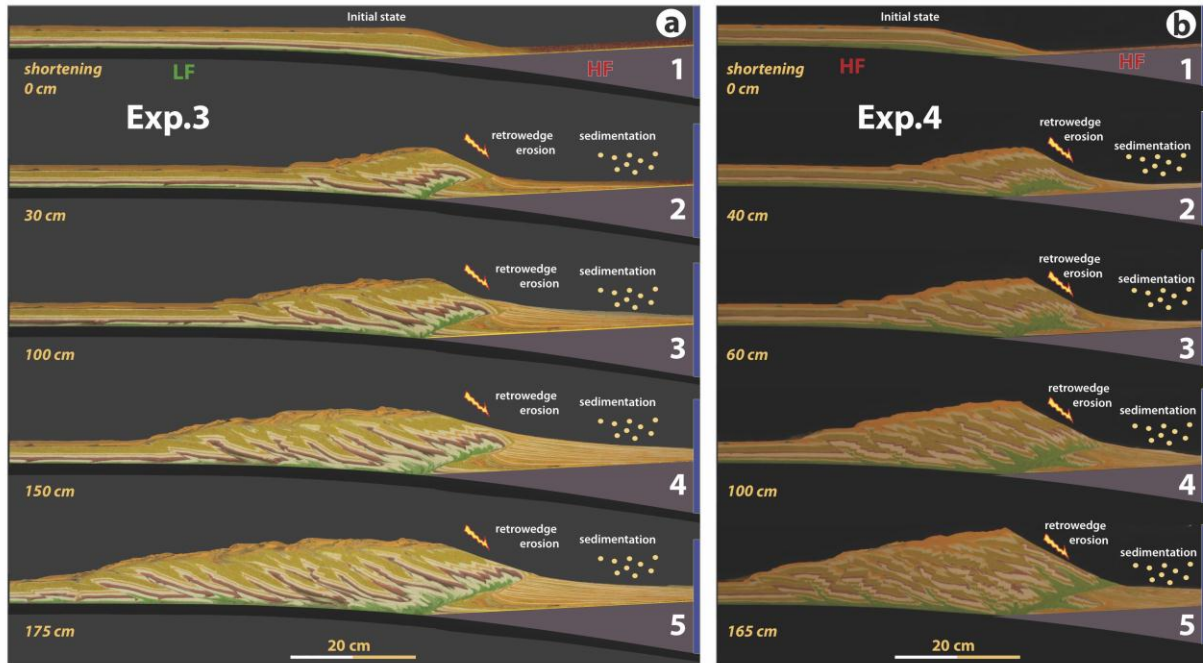 Initial state
a
shortening
0 cm
LF
HF
1
Exp.3
retrowedge
erosion
sedimentation
30 cm
2
retrowedge
erosion
sedimentation
100 cm
3
retrowedge
erosion
sedimentation
150 cm
4
retrowedge
erosion
sedimentation
175 cm
20 cm
5
Initial state
b
shortening
0 cm
HF
HF
1
Exp.4
retrowedge
erosion
sedimentation
40 cm
2
retrowedge
erosion
sedimentation
60 cm
3
retrowedge
erosion
sedimentation
100 cm
4
retrowedge
erosion
sedimentation
165 cm
20 cm
5